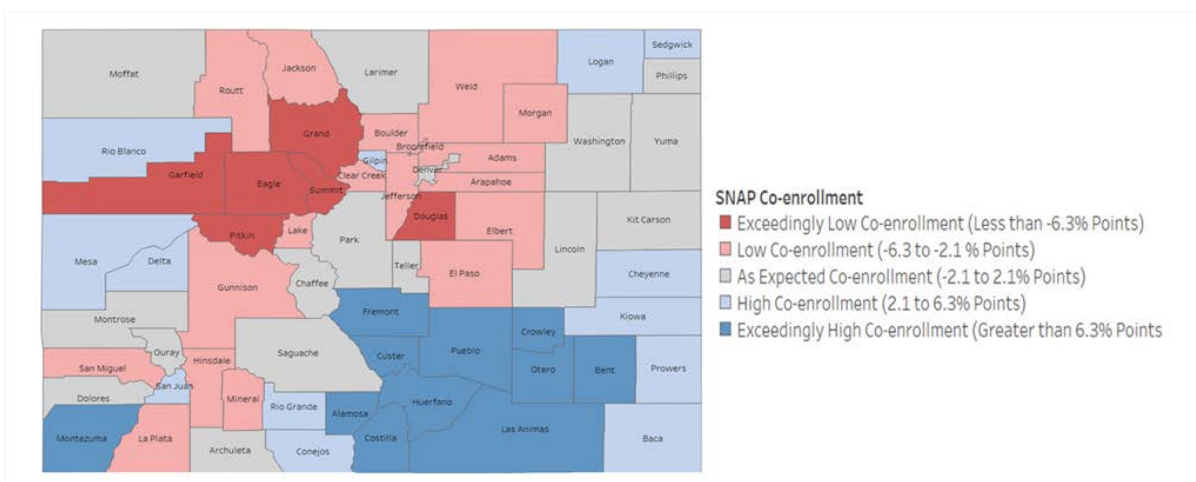 Sedgwick
Logan
Moffat
Jackson
Larimer
Phillips
Routt
Weld
Morgan
Grand
Boulder
Washington
Yuma
Rio Blanco
Broomfield
Gilpin
Adams
Garfield
Eagle
Summit
Clear Creek
Denver
Arapahoe
Jefferson
Douglas
Pitkin
Lake
Park
Elbert
Kit Carson
Lincoln
Mesa
Delta
Teller
El Paso
Cheyenne
Gunnison
Chaffee
Fremont
Kiowa
Montrose
Crowley
Ouray
Saguache
Custer
Pueblo
Hinsdale
San Miguel
Otero
Bent
Prowers
San Juan
Dolores
Mineral
Rio Grande
Huerfano
Alamosa
Montezuma
La Plata
Archuleta
Conejos
Costilla
Las Animas
Baca
SNAP Co-enrollment
Exceedingly Low Co-enrollment (Less than -6.3% Points)
Low Co-enrollment (-6.3 to -2.1 % Points)
As Expected Co-enrollment (-2.1 to 2.1% Points)
High Co-enrollment (2.1 to 6.3% Points)
Exceedingly High Co-enrollment (Greater than 6.3% Points